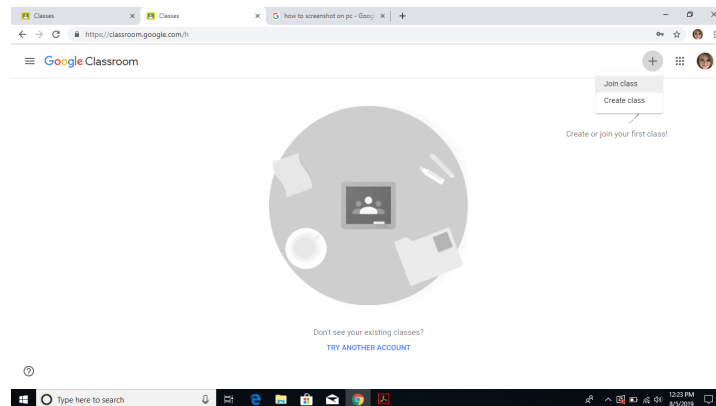 Classes
Classes
how to screenshot on pc - Goog
https://classroom.google.com/h
Google Classroom
Join class
Create class
Create or join your first class!
Don't see your existing classes?
TRY ANOTHER ACCOUNT
Type here to search
12:23 PM
8/5/2019